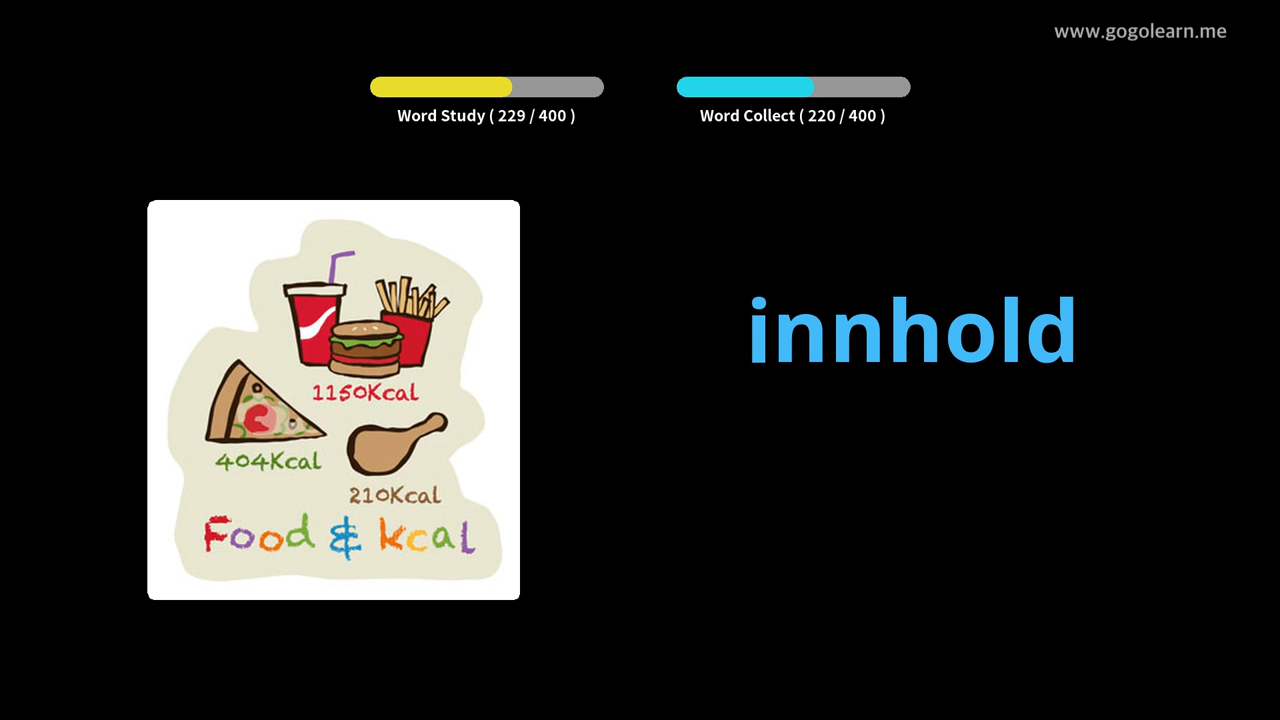 www.gogolearn.me
Word Study ( 229 / 400 )
Word Collect ( 220 / 400 )
innhold
1150Kcal
404Kcal
210Kcal
Food & kcal